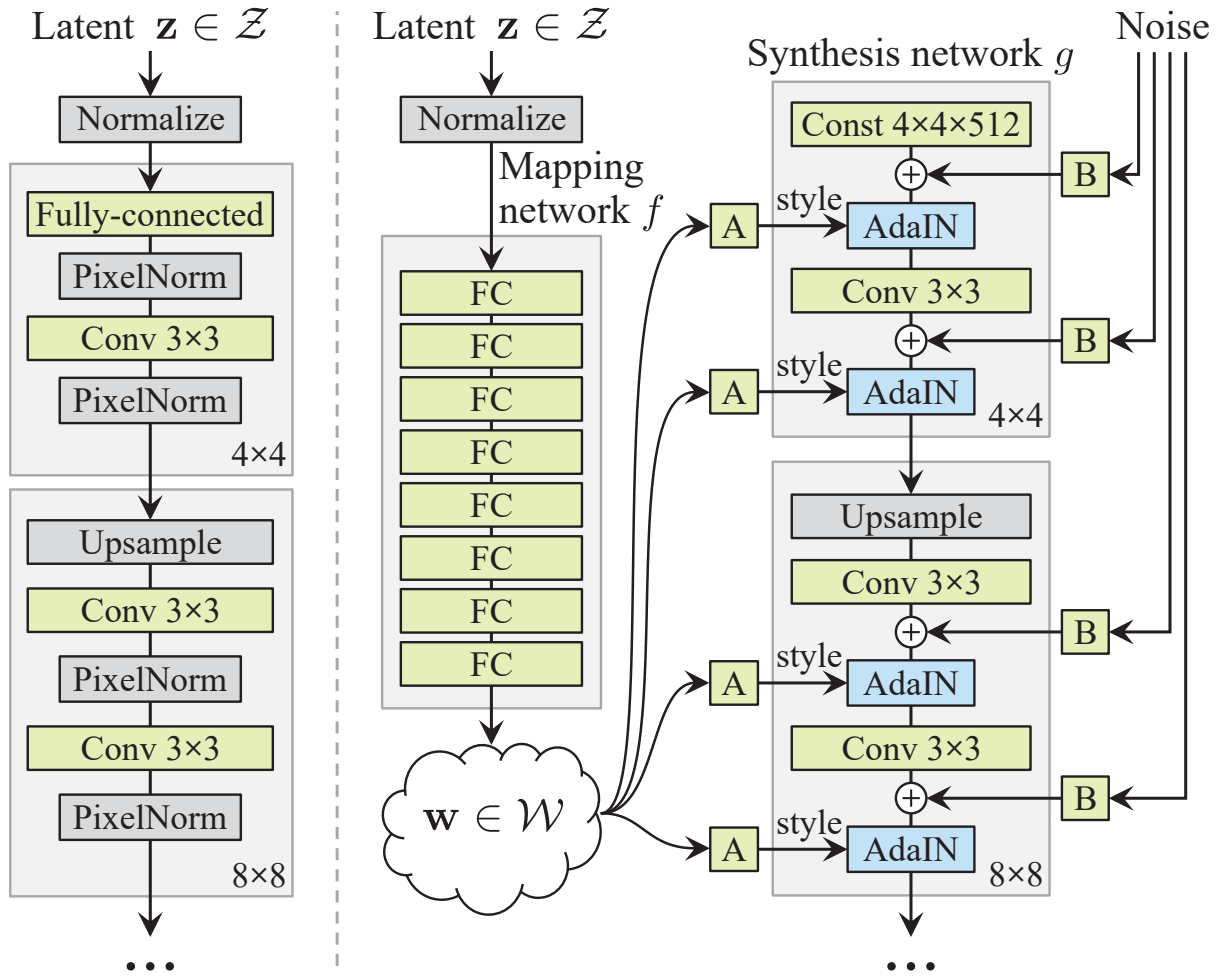 Latent z ∈ 𝒵
Normalize
Fully-connected
PixelNorm
Conv 3×3
PixelNorm
4×4
Upsample
Conv 3×3
PixelNorm
Conv 3×3
PixelNorm
8×8
...
Latent z ∈ 𝒵
Normalize
Mapping
network f
FC
FC
FC
FC
FC
FC
FC
FC
w ∈ 𝒲
A
style
A
style
A
style
A
style
Synthesis network g
Const 4×4×512
+
AdaIN
Conv 3×3
+
AdaIN
4×4
Upsample
Conv 3×3
+
AdaIN
Conv 3×3
+
AdaIN
8×8
...
Noise
B
B
B
B